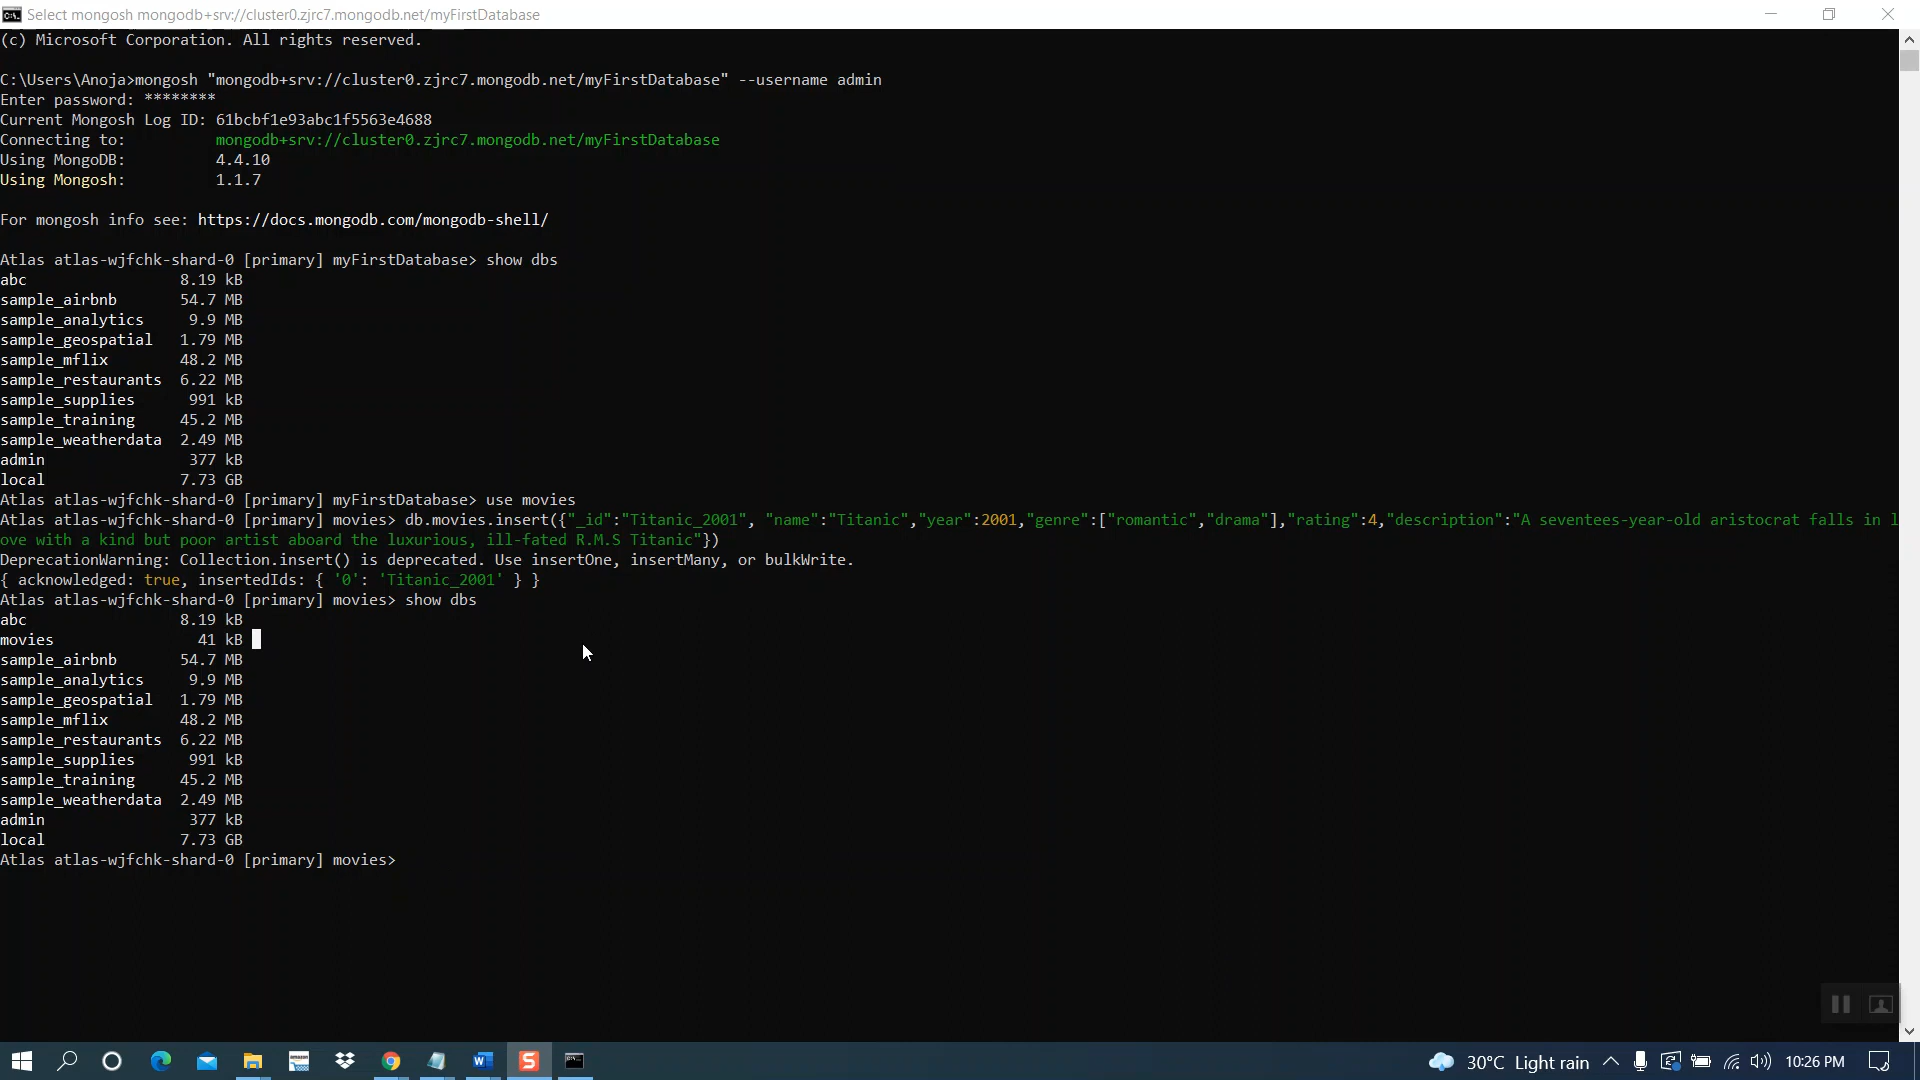 Select mongosh mongodb+srv://cluster0.zjrc7.mongodb.net/myFirstDatabase
(c) Microsoft Corporation. All rights reserved.
C:\Users\Anoja>mongosh "mongodb+srv://cluster0.zjrc7.mongodb.net/myFirstDatabase" --username admin
Enter password: ********
Current Mongosh Log ID: 61bcbf1e93abc1f5563e4688
Connecting to: mongodb+srv://cluster0.zjrc7.mongodb.net/myFirstDatabase
Using MongoDB: 4.4.10
Using Mongosh: 1.1.7
For mongosh info see: https://docs.mongodb.com/mongodb-shell/
Atlas atlas-wjfchk-shard-0 [primary] myFirstDatabase> show dbs
abc 8.19 kB
sample_airbnb 54.7 MB
sample_analytics 9.9 MB
sample_geospatial 1.79 MB
sample_mflix 48.2 MB
sample_restaurants 6.22 MB
sample_supplies 991 kB
sample_training 45.2 MB
sample_weatherdata 2.49 MB
admin 377 kB
local 7.73 GB
Atlas atlas-wjfchk-shard-0 [primary] myFirstDatabase> use movies
Atlas atlas-wjfchk-shard-0 [primary] movies> db.movies.insert({"_id":"Titanic_2001", "name":"Titanic","year":2001,"genre":["romantic","drama"],"rating":4,"description":"A seventees-year-old aristocrat falls in l
ove with a kind but poor artist aboard the luxurious, ill-fated R.M.S Titanic"})
DeprecationWarning: Collection.insert() is deprecated. Use insertOne, insertMany, or bulkWrite.
{ acknowledged: true, insertedIds: { '0': 'Titanic_2001' } }
Atlas atlas-wjfchk-shard-0 [primary] movies> show dbs
abc 8.19 kB
movies 41 kB
sample_airbnb 54.7 MB
sample_analytics 9.9 MB
sample_geospatial 1.79 MB
sample_mflix 48.2 MB
sample_restaurants 6.22 MB
sample_supplies 991 kB
sample_training 45.2 MB
sample_weatherdata 2.49 MB
admin 377 kB
local 7.73 GB
Atlas atlas-wjfchk-shard-0 [primary] movies>
30°C Light rain 10:26 PM